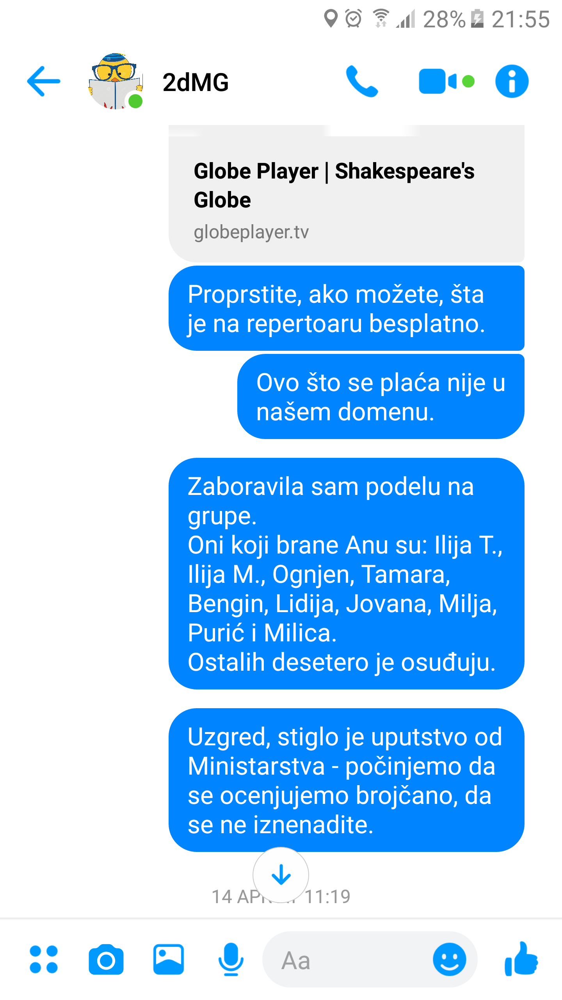 28% 21:55
2dMG
Globe Player | Shakespeare's
Globe
globeplayer.tv
Proprstite, ako možete, šta
je na repertoaru besplatno.
Ovo što se plaća nije u
našem domenu.
Zaboravila sam podelu na
grupe.
Oni koji brane Anu su: Ilija T.,
Ilija M., Ognjen, Tamara,
Bengin, Lidija, Jovana, Milja,
Purić i Milica.
Ostalih desetero je osuđuju.
Uzgred, stiglo je uputstvo od
Ministarstva - počinjemo da
se ocenjujemo brojčano, da
se ne iznenadite.
14 11:19
Aa